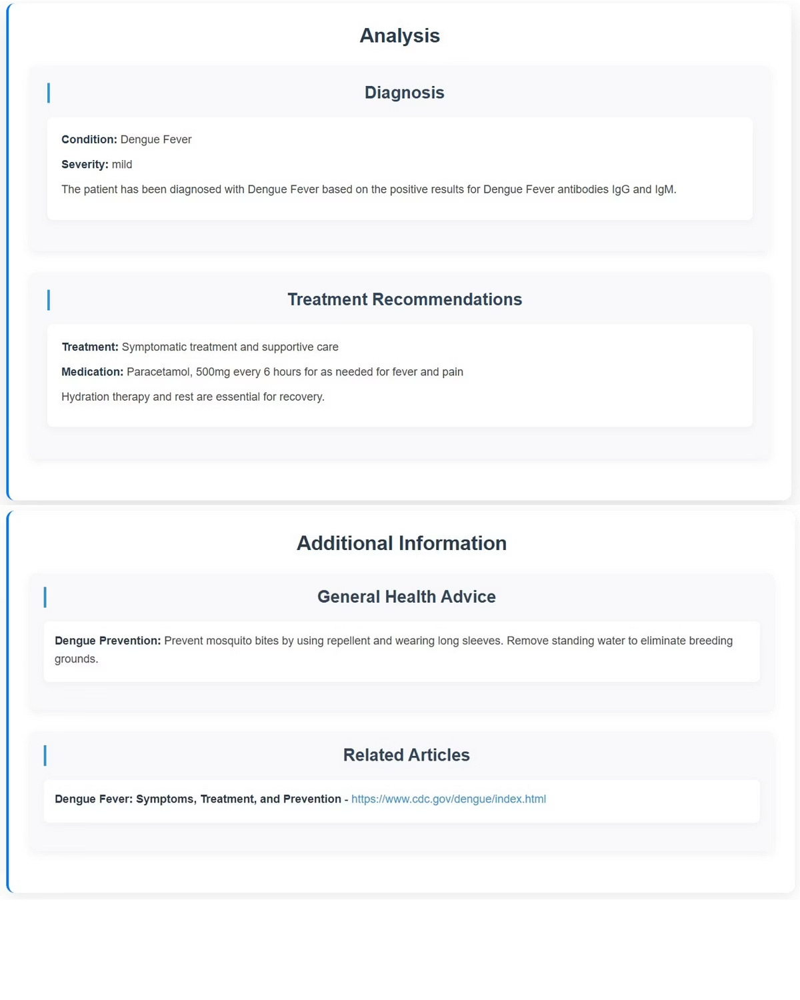 Analysis
Diagnosis
Condition: Dengue Fever
Severity: mild
The patient has been diagnosed with Dengue Fever based on the positive results for Dengue Fever antibodies IgG and IgM.
Treatment Recommendations
Treatment: Symptomatic treatment and supportive care
Medication: Paracetamol, 500mg every 6 hours for as needed for fever and pain
Hydration therapy and rest are essential for recovery.
Additional Information
General Health Advice
Dengue Prevention: Prevent mosquito bites by using repellent and wearing long sleeves. Remove standing water to eliminate breeding
grounds.
Related Articles
Dengue Fever: Symptoms, Treatment, and Prevention - https://www.cdc.gov/dengue/index.html